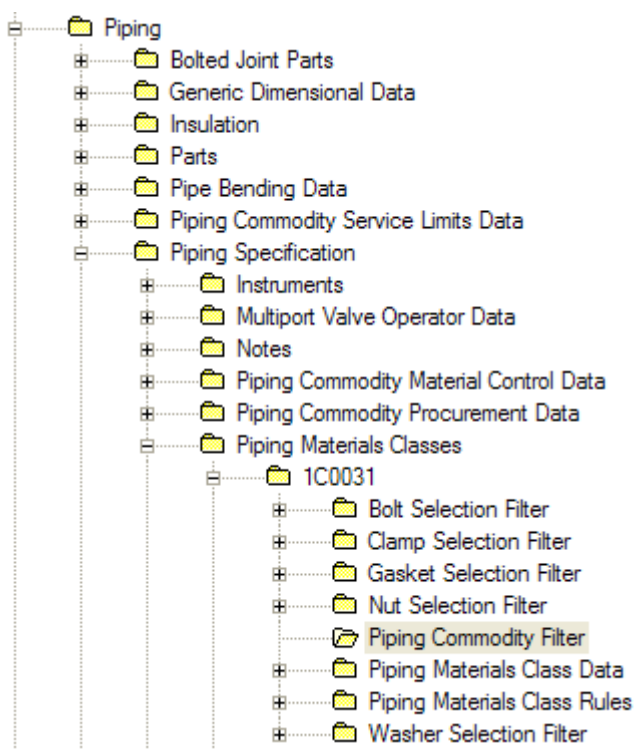 Piping
Bolted Joint Parts
Generic Dimensional Data
Insulation
Parts
Pipe Bending Data
Piping Commodity Service Limits Data
Piping Specification
Instruments
Multiport Valve Operator Data
Notes
Piping Commodity Material Control Data
Piping Commodity Procurement Data
Piping Materials Classes
1C0031
Bolt Selection Filter
Clamp Selection Filter
Gasket Selection Filter
Nut Selection Filter
Piping Commodity Filter
Piping Materials Class Data
Piping Materials Class Rules
Washer Selection Filter